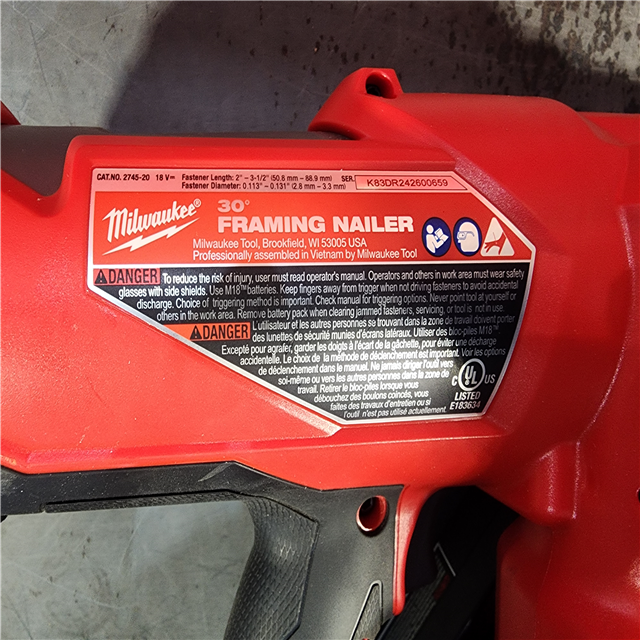 CAT.NO. 2745-20 18 V⎓ Fastener Length: 2" – 3-1/2" (50.8 mm – 88.9 mm) SER. K83DR242600659
Fastener Diameter: 0.113" – 0.131" (2.8 mm – 3.3 mm)
Milwaukee®
30°
FRAMING NAILER
Milwaukee Tool, Brookfield, WI 53005 USA
Professionally assembled in Vietnam by Milwaukee Tool
DANGER To reduce the risk of injury, user must read operator's manual. Operators and others in work area must wear safety
glasses with side shields. Use M18™ batteries. Keep fingers away from trigger when not driving fasteners to avoid accidental
discharge. Choice of triggering method is important. Check manual for triggering options. Never point tool at yourself or
others in the work area. Remove battery pack when clearing jammed fasteners, servicing, or tool is not in use.
DANGER L'utilisateur et les autres personnes se trouvant dans la zone de travail doivent porter
des lunettes de sécurité munies d'écrans latéraux. Utiliser des bloc-piles M18™
Excepté pour agrafer, garder les doigts à l'écart de la gâchette, pour éviter une décharge
accidentelle. Le choix de la méthode de déclenchement est important. Voir les options
de déclenchement dans le manuel. Ne jamais diriger l'outil vers
soi-même ou vers les autres personnes dans la zone de
travail. Retirer le bloc-piles lorsque vous
débouchez des boulons coincés, vous
faites des travaux d'entretien ou si
l'outil n'est pas utilisé actuellement.
c UL US
LISTED
E183634